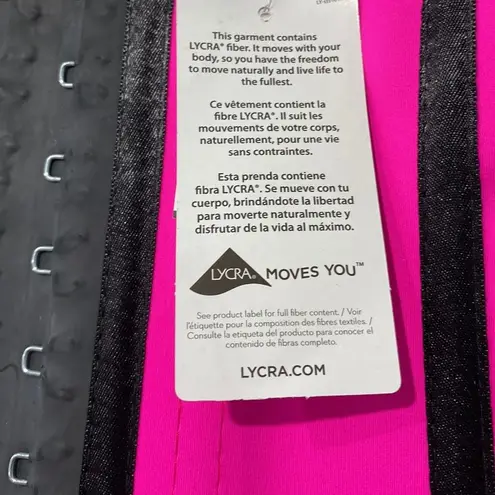 This garment contains
LYCRA® fiber. It moves with your
body, so you have the freedom
to move naturally and live life to
the fullest.
Ce vêtement contient la
fibre LYCRA®. Il suit les
mouvements de votre corps,
naturellement, pour une vie
sans contraintes.
Esta prenda contiene
fibra LYCRA®. Se mueve con tu
cuerpo, brindándote la libertad
para moverte naturalmente y
disfrutar de la vida al máximo.
LYCRA® MOVES YOU™
See product label for full fiber content. / Voir
l'étiquette pour la composition des fibres textiles. /
Consulte la etiqueta del producto para conocer el
contenido de fibras completo.
LYCRA.COM